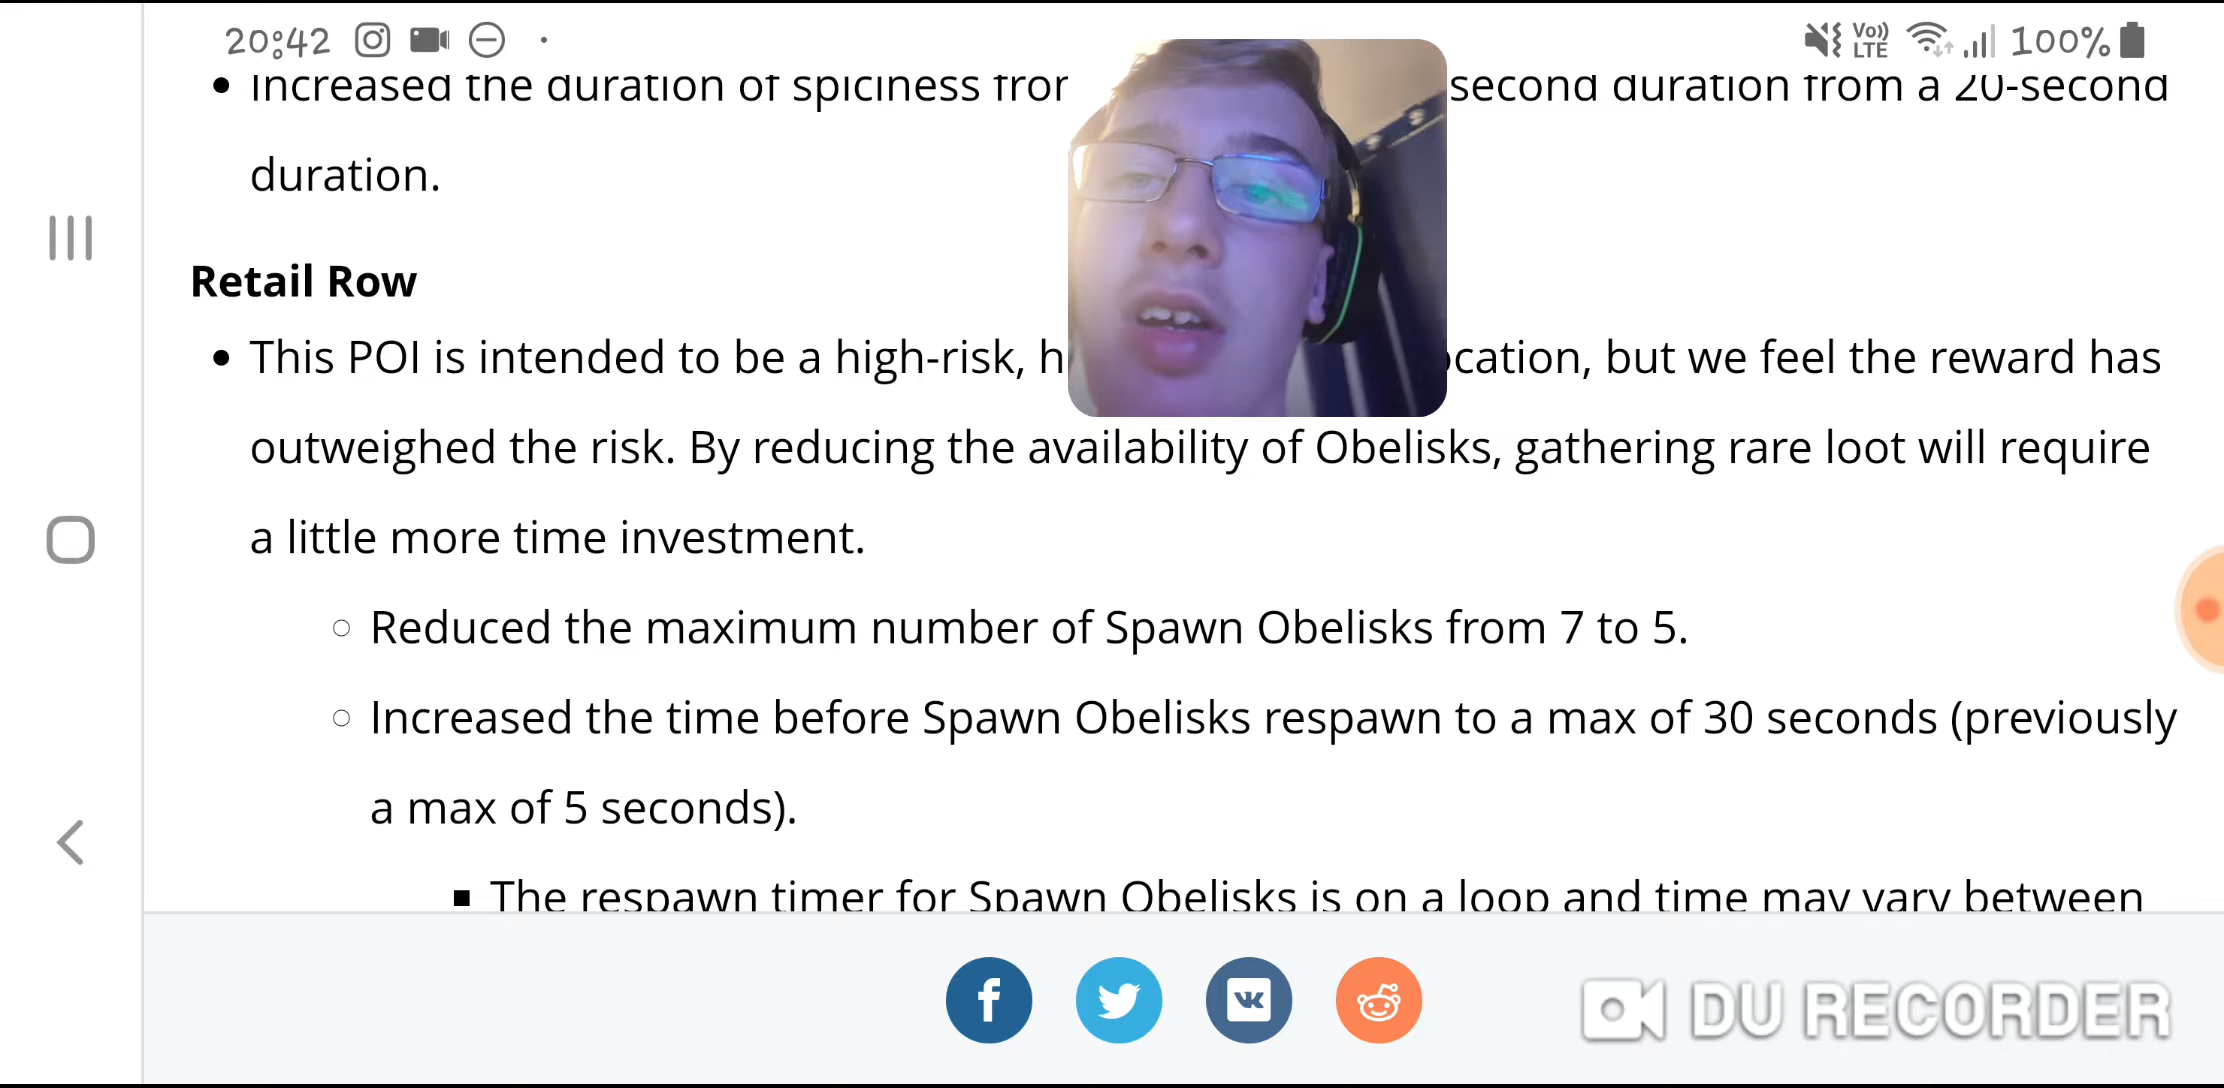 20:42 Vo)) LTE 100%
Increased the duration of spiciness from second duration from a 20-second
duration.
Retail Row
This POI is intended to be a high-risk, h ocation, but we feel the reward has
outweighed the risk. By reducing the availability of Obelisks, gathering rare loot will require
a little more time investment.
Reduced the maximum number of Spawn Obelisks from 7 to 5.
Increased the time before Spawn Obelisks respawn to a max of 30 seconds (previously
a max of 5 seconds).
The respawn timer for Spawn Obelisks is on a loop and time may vary between
DU RECORDER